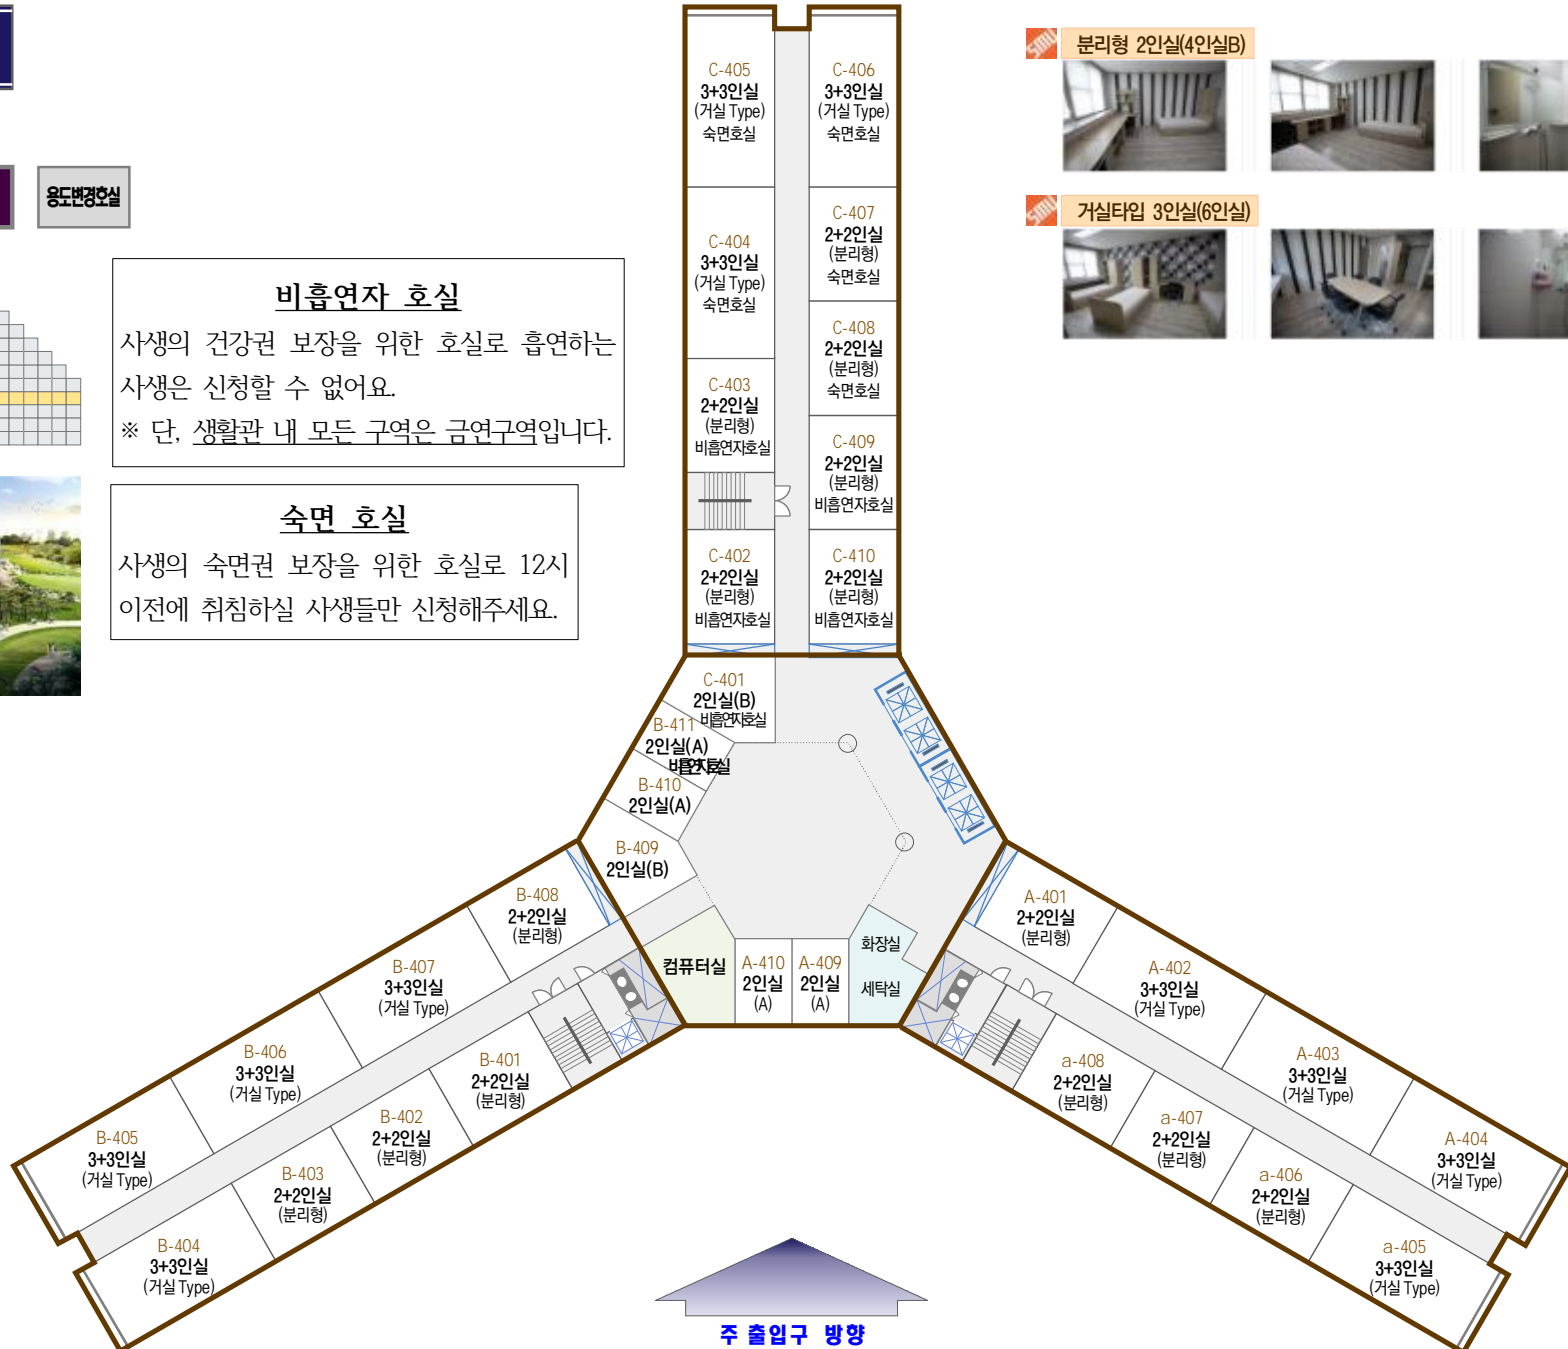 용도변경호실
비흡연자 호실
사생의 건강권 보장을 위한 호실로 흡연하는
사생은 신청할 수 없어요.
※ 단, 생활관 내 모든 구역은 금연구역입니다.
숙면 호실
사생의 숙면권 보장을 위한 호실로 12시
이전에 취침하실 사생들만 신청해주세요.
SMU
분리형 2인실(4인실B)
SMU
거실타입 3인실(6인실)
C-405
3+3인실
(거실 Type)
숙면호실
C-406
3+3인실
(거실 Type)
숙면호실
C-404
3+3인실
(거실 Type)
숙면호실
C-407
2+2인실
(분리형)
숙면호실
C-408
2+2인실
(분리형)
숙면호실
C-403
2+2인실
(분리형)
비흡연자호실
C-409
2+2인실
(분리형)
비흡연자호실
C-402
2+2인실
(분리형)
비흡연자호실
C-410
2+2인실
(분리형)
비흡연자호실
C-401
2인실(B)
비흡연자호실
B-411
2인실(A)
비흡연자호실
B-410
2인실(A)
B-409
2인실(B)
B-408
2+2인실
(분리형)
B-407
3+3인실
(거실 Type)
B-406
3+3인실
(거실 Type)
B-405
3+3인실
(거실 Type)
B-404
3+3인실
(거실 Type)
B-403
2+2인실
(분리형)
B-402
2+2인실
(분리형)
B-401
2+2인실
(분리형)
컴퓨터실
A-410
2인실
(A)
A-409
2인실
(A)
화장실
세탁실
A-401
2+2인실
(분리형)
A-402
3+3인실
(거실 Type)
A-403
3+3인실
(거실 Type)
A-404
3+3인실
(거실 Type)
a-408
2+2인실
(분리형)
a-407
2+2인실
(분리형)
a-406
2+2인실
(분리형)
a-405
3+3인실
(거실 Type)
주 출입구 방향